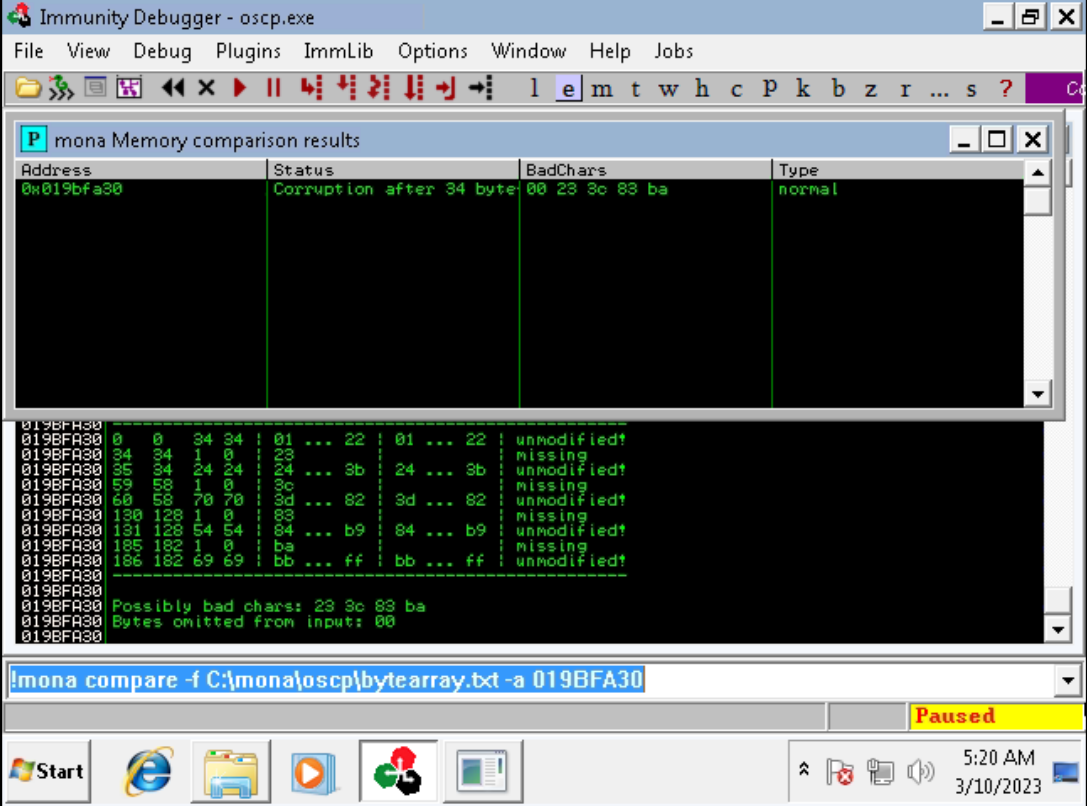 Immunity Debugger - oscp.exe
File View Debug Plugins ImmLib Options Window Help Jobs
l e m t w h c P k b z r ... s ?
P mona Memory comparison results
Address Status BadChars Type
0x019bfa30 Corruption after 34 byte 00 23 3c 83 ba normal
019BFA30
019BFA30 0 0 34 34 | 01 ... 22 | 01 ... 22 | unmodified!
019BFA30 34 34 1 0 | 23 | | missing
019BFA30 35 34 24 24 | 24 ... 3b | 24 ... 3b | unmodified!
019BFA30 59 58 1 0 | 3c | | missing
019BFA30 60 58 70 70 | 3d ... 82 | 3d ... 82 | unmodified!
019BFA30 130 128 1 0 | 83 | | missing
019BFA30 131 128 54 54 | 84 ... b9 | 84 ... b9 | unmodified!
019BFA30 185 182 1 0 | ba | | missing
019BFA30 186 182 69 69 | bb ... ff | bb ... ff | unmodified!
019BFA30
019BFA30
019BFA30 Possibly bad chars: 23 3c 83 ba
019BFA30 Bytes omitted from input: 00
019BFA30
!mona compare -f C:\mona\oscp\bytearray.txt -a 019BFA30
Paused
Start
5:20 AM
3/10/2023